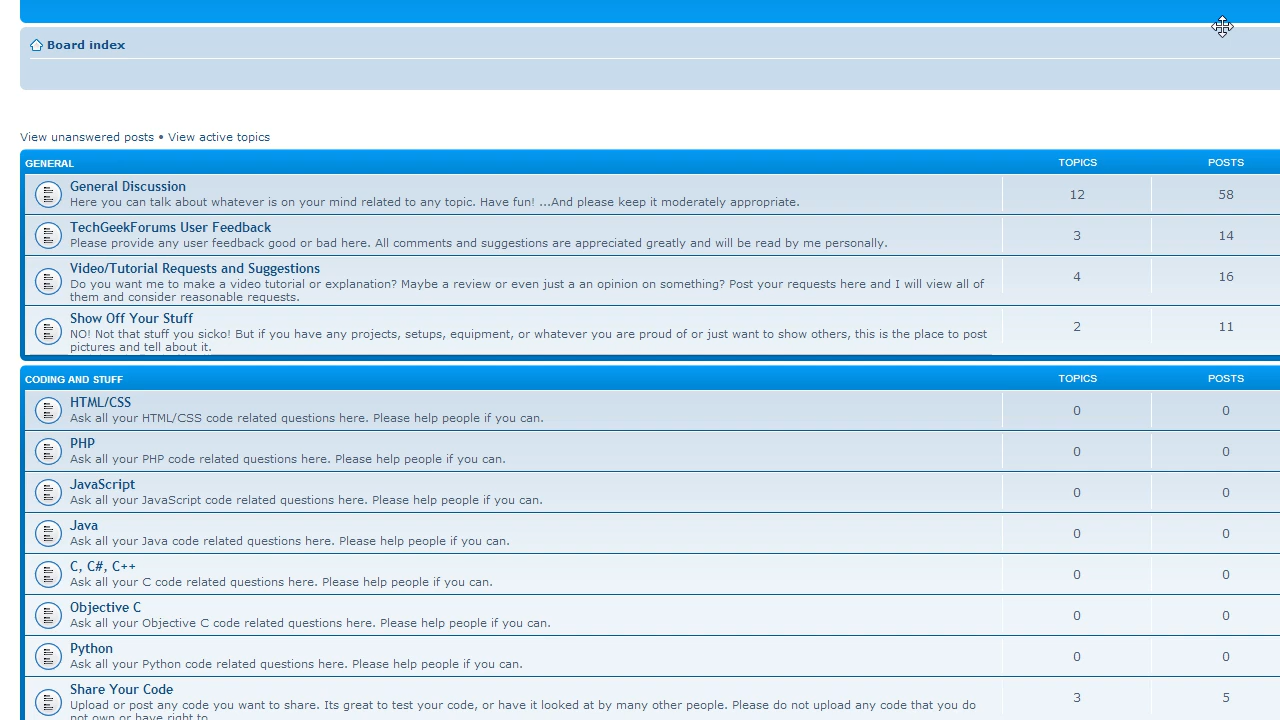 Board index
View unanswered posts • View active topics
GENERAL TOPICS POSTS
General Discussion
Here you can talk about whatever is on your mind related to any topic. Have fun! ...And please keep it moderately appropriate.
12 58
TechGeekForums User Feedback
Please provide any user feedback good or bad here. All comments and suggestions are appreciated greatly and will be read by me personally.
3 14
Video/Tutorial Requests and Suggestions
Do you want me to make a video tutorial or explanation? Maybe a review or even just a an opinion on something? Post your requests here and I will view all of
them and consider reasonable requests.
4 16
Show Off Your Stuff
NO! Not that stuff you sicko! But if you have any projects, setups, equipment, or whatever you are proud of or just want to show others, this is the place to post
pictures and tell about it.
2 11
CODING AND STUFF TOPICS POSTS
HTML/CSS
Ask all your HTML/CSS code related questions here. Please help people if you can.
0 0
PHP
Ask all your PHP code related questions here. Please help people if you can.
0 0
JavaScript
Ask all your JavaScript code related questions here. Please help people if you can.
0 0
Java
Ask all your Java code related questions here. Please help people if you can.
0 0
C, C#, C++
Ask all your C code related questions here. Please help people if you can.
0 0
Objective C
Ask all your Objective C code related questions here. Please help people if you can.
0 0
Python
Ask all your Python code related questions here. Please help people if you can.
0 0
Share Your Code
Upload or post any code you want to share. Its great to test your code, or have it looked at by many other people. Please do not upload any code that you do
not own or have right to
3 5